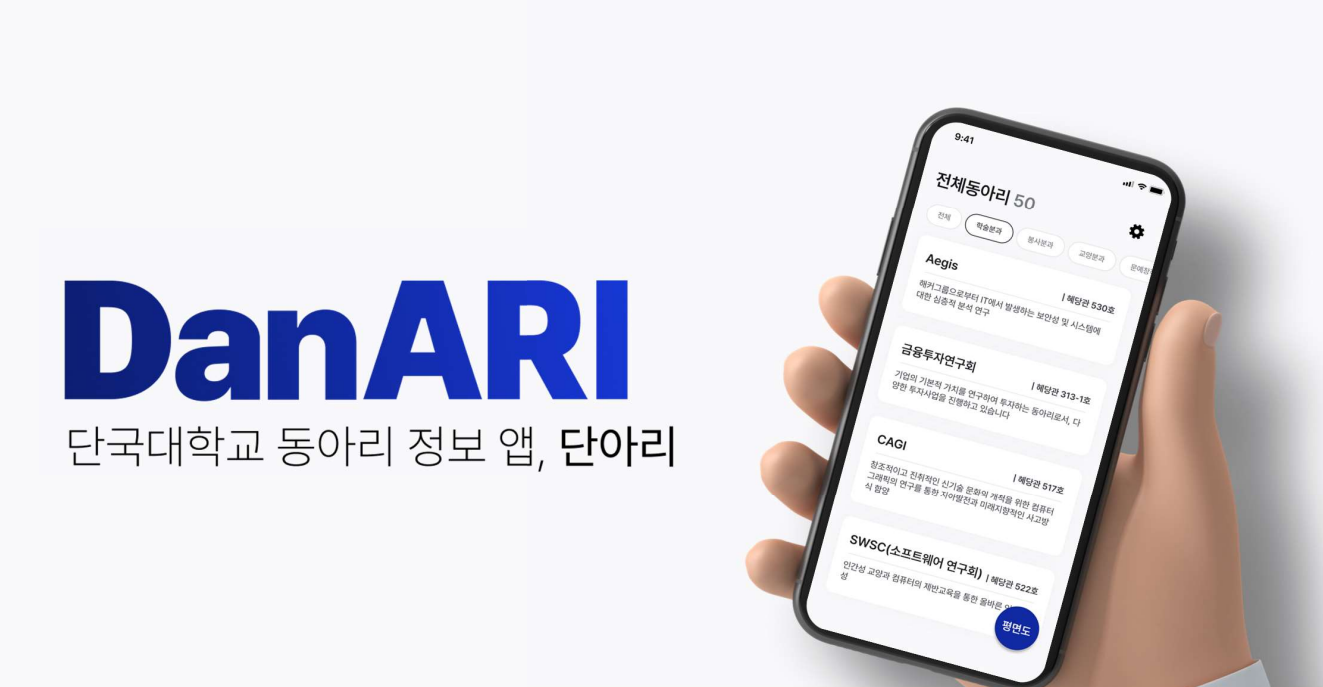 DanARI
단국대학교 동아리 정보 앱, 단아리
9:41
전체동아리 50
전체
학술분과
봉사분과
교양분과
문예창
Aegis
| 혜당관 530호
해커그룹으로부터 IT에서 발생하는 보안성 및 시스템에
대한 심층적 분석 연구
금융투자연구회
| 혜당관 313-1호
기업의 기본적 가치를 연구하여 투자하는 동아리로서, 다
양한 투자사업을 진행하고 있습니다
CAGI
| 혜당관 517호
창조적이고 진취적인 신기술 문화의 개척을 위한 컴퓨터
그래픽의 연구를 통한 자아발전과 미래지향적인 사고방
식 함양
SWSC(소프트웨어 연구회)
| 혜당관 522호
인간성 교양과 컴퓨터의 제반교육을 통한 올바른
성
평면도